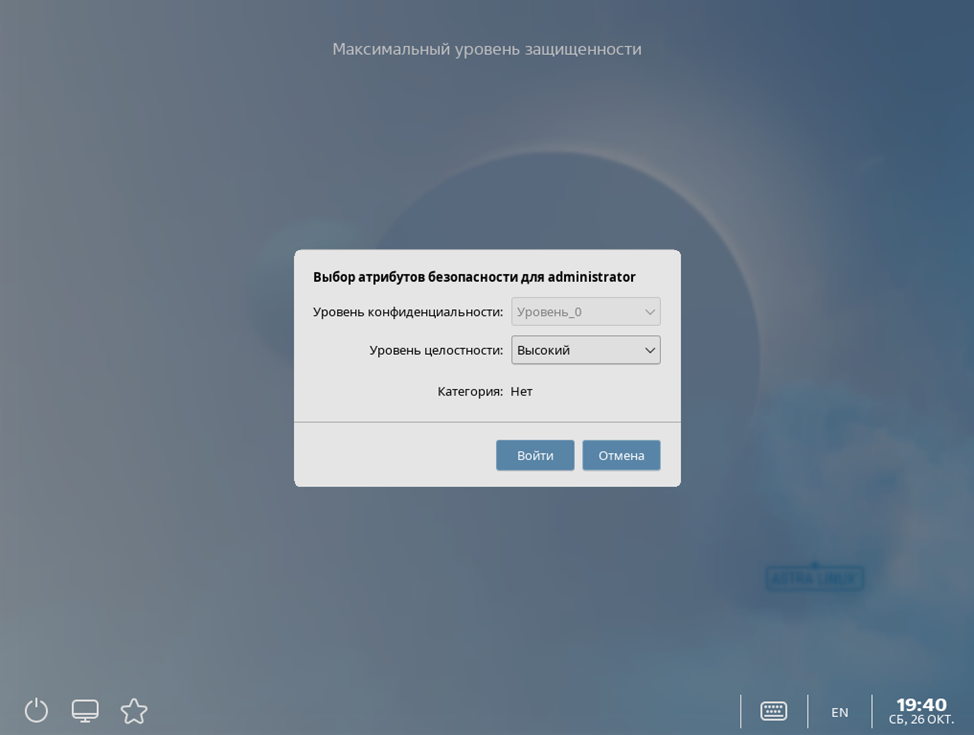 Максимальный уровень защищенности
Выбор атрибутов безопасности для administrator
Уровень конфиденциальности: Уровень_0
Уровень целостности: Высокий
Категория: Нет
Войти Отмена
ASTRA LINUX
EN 19:40
СБ, 26 ОКТ.